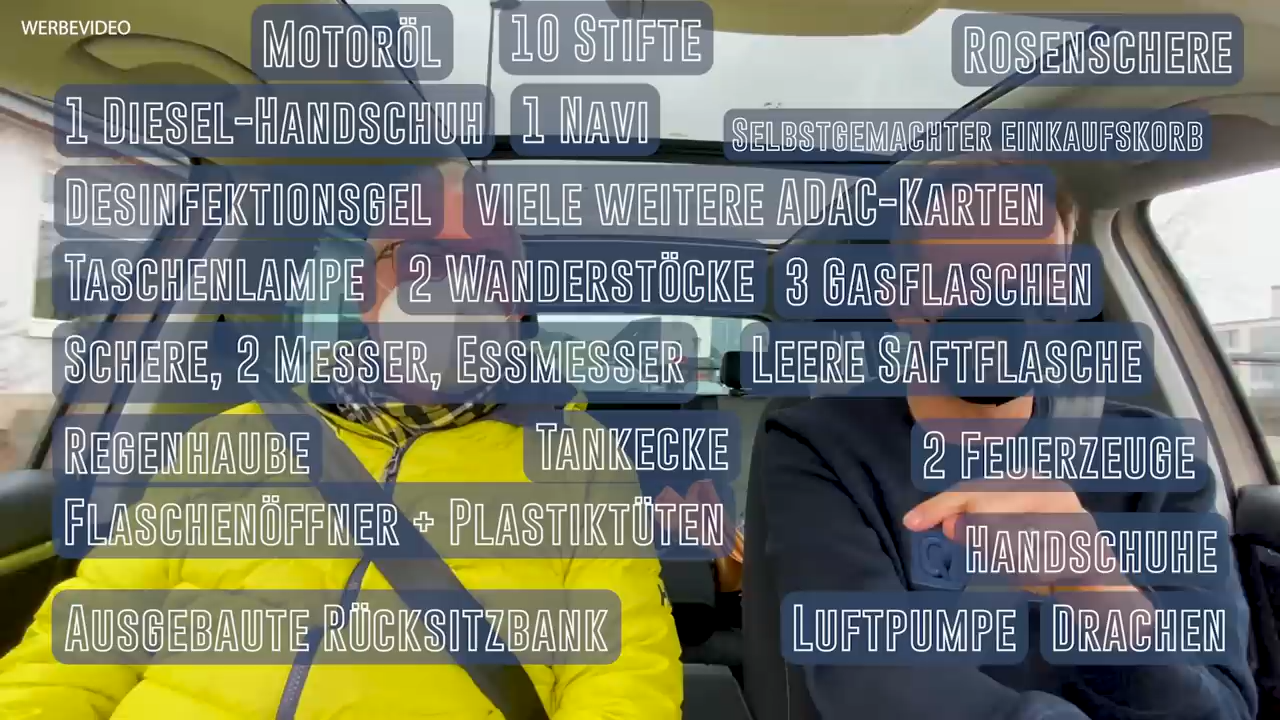 WERBEVIDEO
MOTORÖL
10 STIFTE
ROSENSCHERE
1 DIESEL-HANDSCHUH
1 NAVI
SELBSTGEMACHTER EINKAUFSKORB
DESINFEKTIONSGEL
VIELE WEITERE ADAC-KARTEN
TASCHENLAMPE
2 WANDERSTÖCKE
3 GASFLASCHEN
SCHERE, 2 MESSER, ESSMESSER
LEERE SAFTFLASCHE
REGENHAUBE
TANKECKE
2 FEUERZEUGE
FLASCHENÖFFNER + PLASTIKTÜTEN
HANDSCHUHE
AUSGEBAUTE RÜCKSITZBANK
LUFTPUMPE
DRACHEN